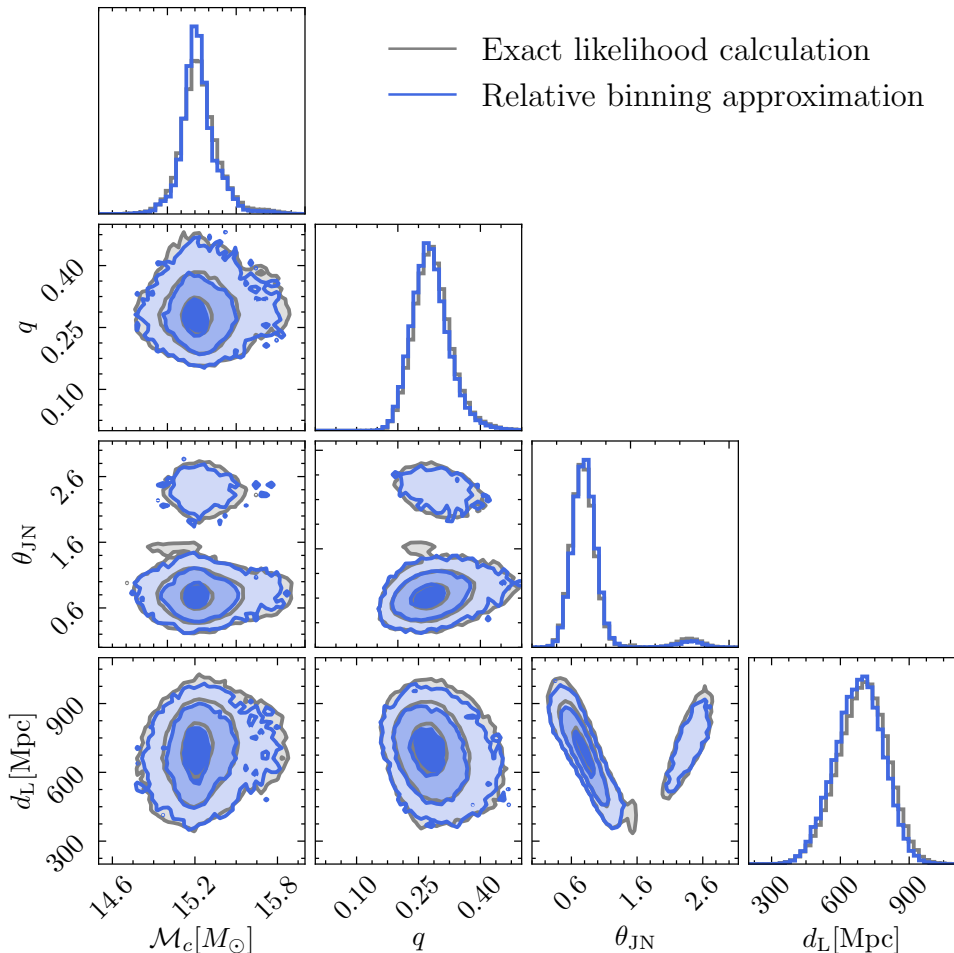 Exact likelihood calculation
Relative binning approximation
0.40
0.25
0.10
q
2.6
1.6
0.6
θ_JN
900
600
300
d_L[Mpc]
14.6 15.2 15.8
0.10 0.25 0.40
0.6 1.6 2.6
300 600 900
ℳ_c[M_⊙] q θ_JN d_L[Mpc]